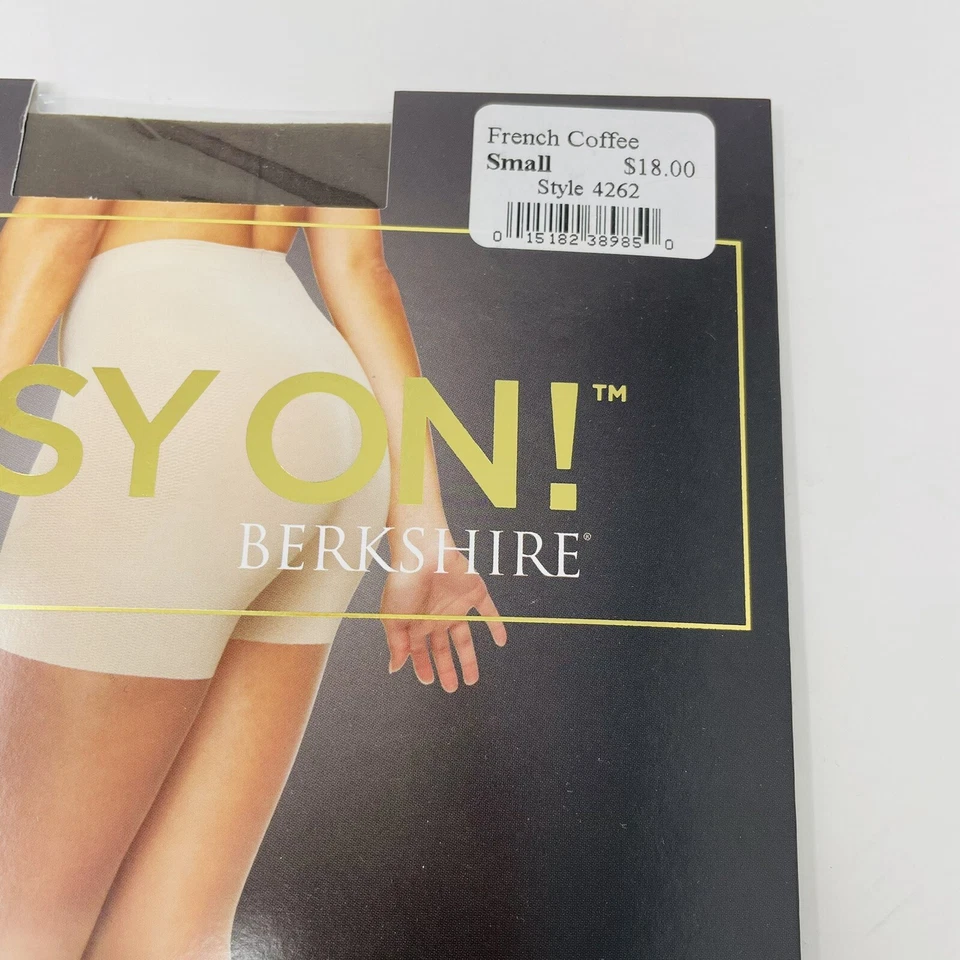 French Coffee
Small $18.00
Style 4262
0 15182 38985 0
SY ON!™
BERKSHIRE®